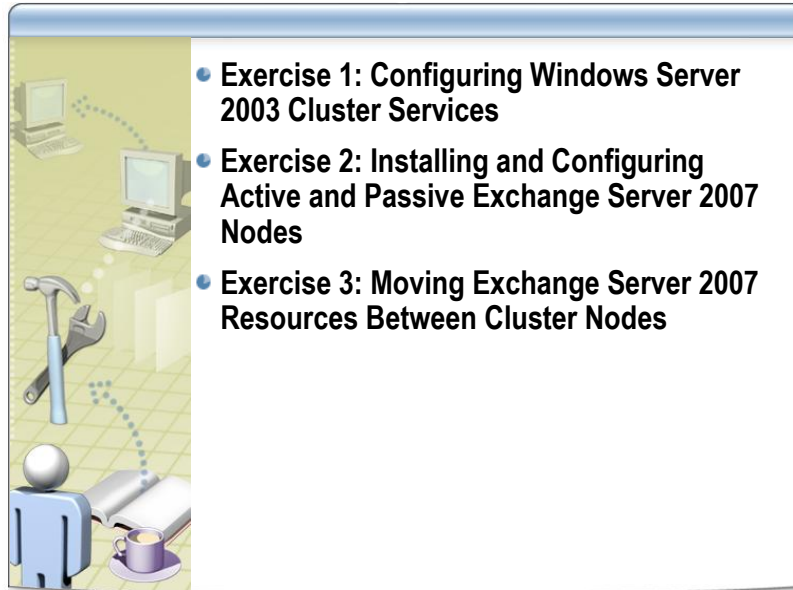 Exercise 1: Configuring Windows Server
2003 Cluster Services
Exercise 2: Installing and Configuring
Active and Passive Exchange Server 2007
Nodes
Exercise 3: Moving Exchange Server 2007
Resources Between Cluster Nodes